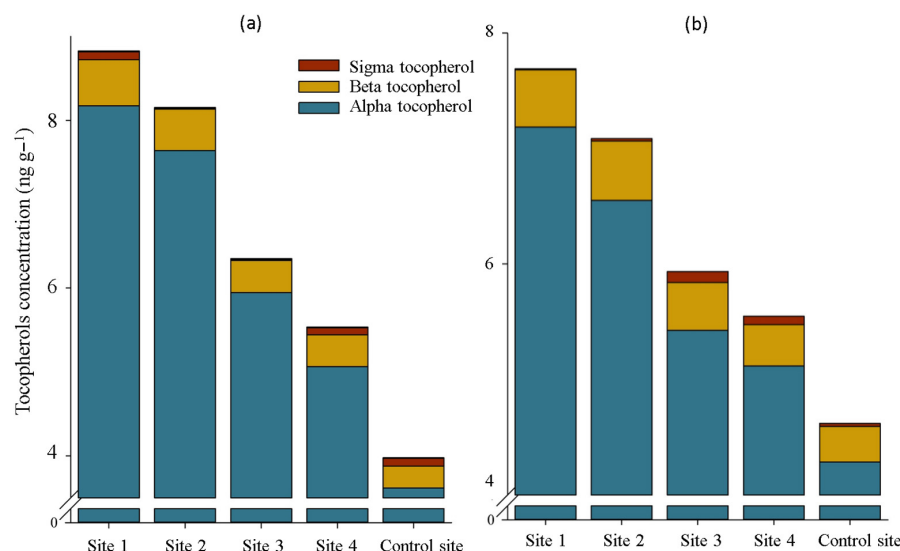 (a)
(b)
Sigma tocopherol
Beta tocopherol
Alpha tocopherol
Tocopherols concentration (ng g–1)
8
6
4
0
Site 1 Site 2 Site 3 Site 4 Control site
8
6
4
0
Site 1 Site 2 Site 3 Site 4 Control site